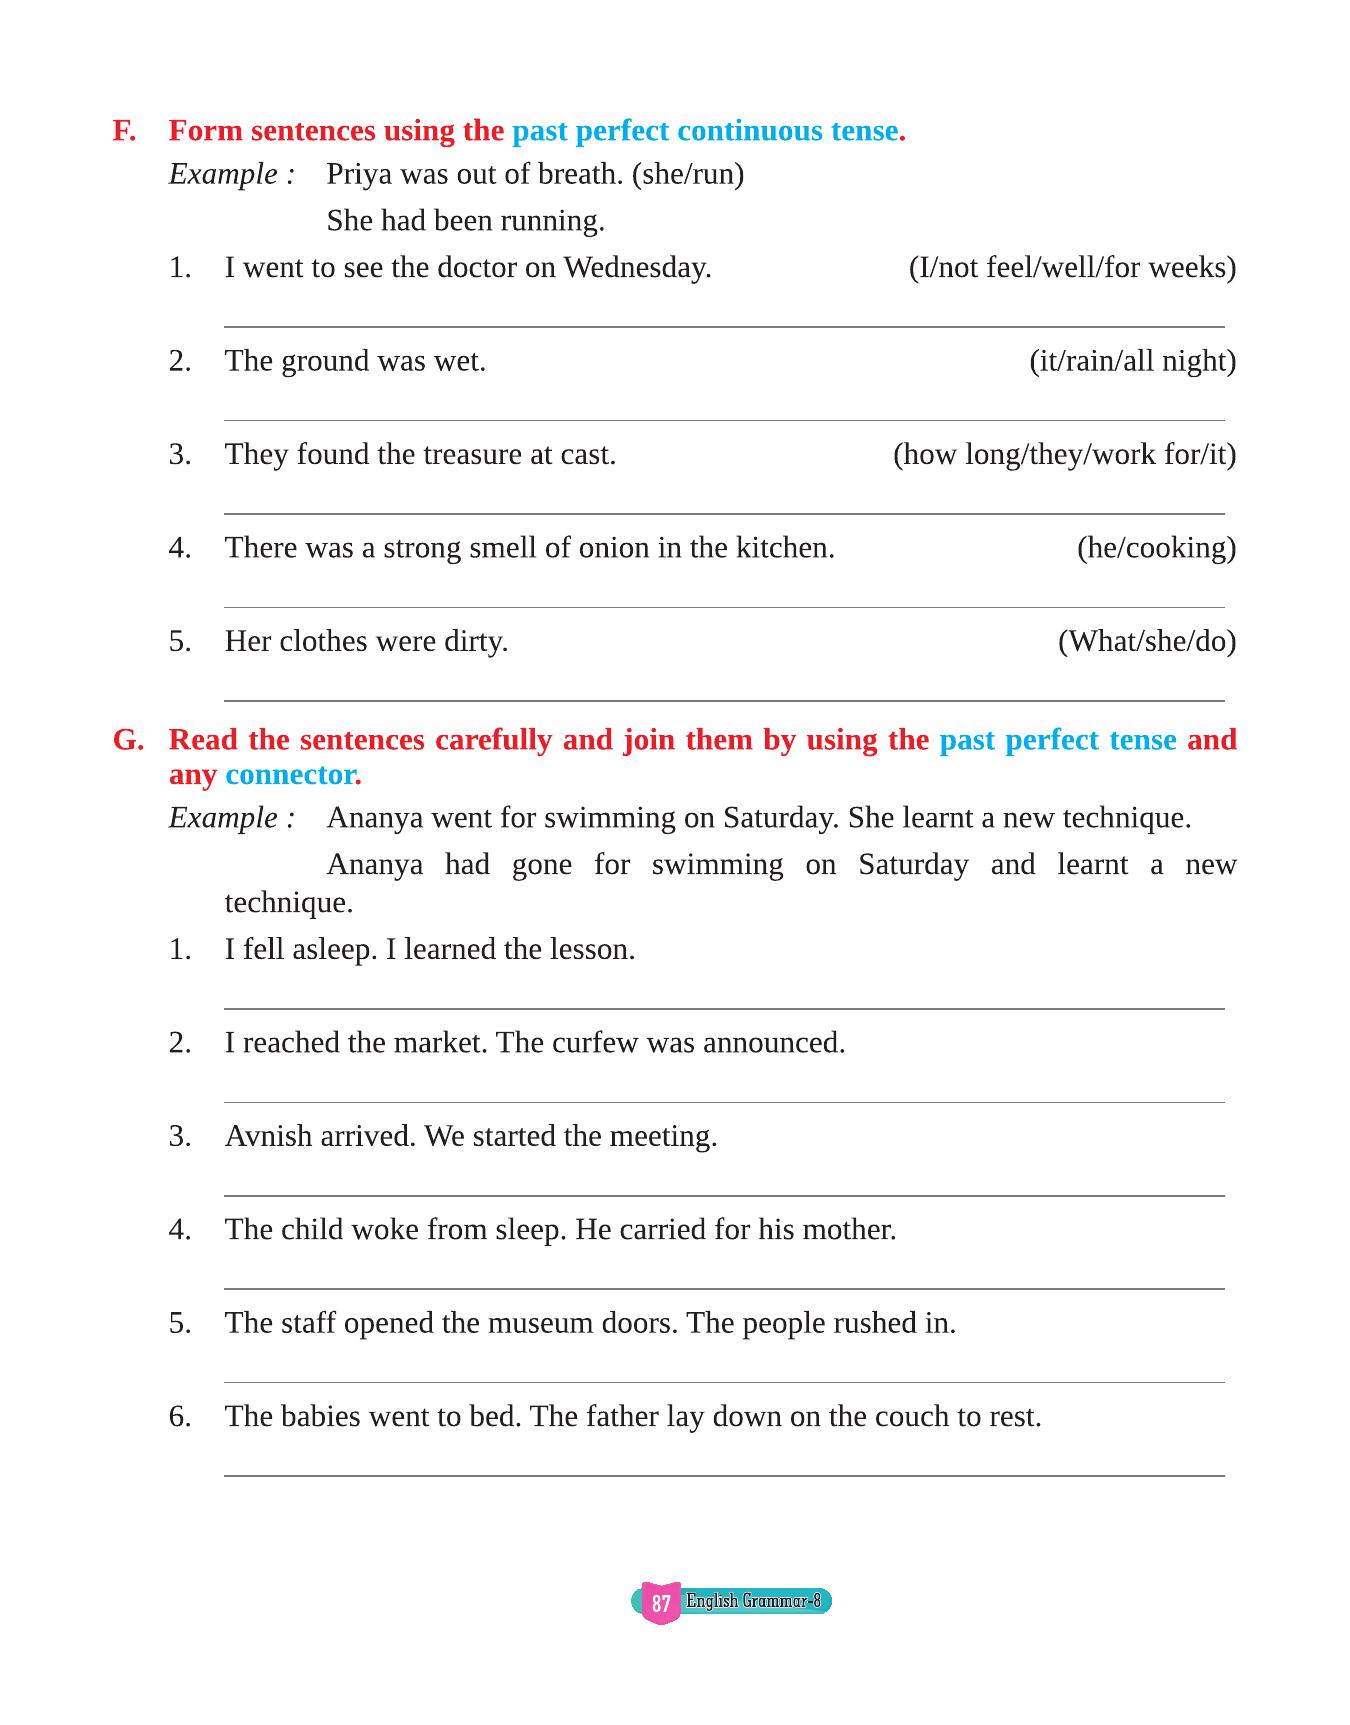 F. Form sentences using the past perfect continuous tense.
Example : Priya was out of breath. (she/run)
She had been running.
1. I went to see the doctor on Wednesday. (I/not feel/well/for weeks)
2. The ground was wet. (it/rain/all night)
3. They found the treasure at cast. (how long/they/work for/it)
4. There was a strong smell of onion in the kitchen. (he/cooking)
5. Her clothes were dirty. (What/she/do)
G. Read the sentences carefully and join them by using the past perfect tense and
any connector.
Example : Ananya went for swimming on Saturday. She learnt a new technique.
Ananya had gone for swimming on Saturday and learnt a new
technique.
1. I fell asleep. I learned the lesson.
2. I reached the market. The curfew was announced.
3. Avnish arrived. We started the meeting.
4. The child woke from sleep. He carried for his mother.
5. The staff opened the museum doors. The people rushed in.
6. The babies went to bed. The father lay down on the couch to rest.
87 English Grammar-8